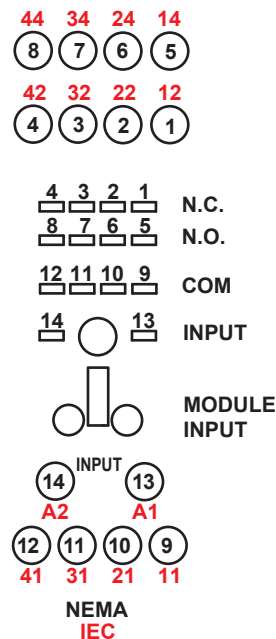 44 34 24 14
8 7 6 5
42 32 22 12
4 3 2 1
4 3 2 1 N.C.
8 7 6 5 N.O.
12 11 10 9 COM
14 13 INPUT
MODULE
INPUT
INPUT
14 13
A2 A1
12 11 10 9
41 31 21 11
NEMA
IEC